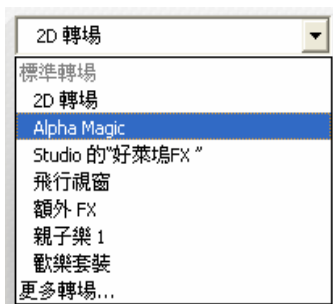 2D 轉場
標準轉場
2D 轉場
Alpha Magic
Studio 的"好萊塢FX "
飛行視窗
額外 FX
親子樂 1
歡樂套裝
更多轉場...